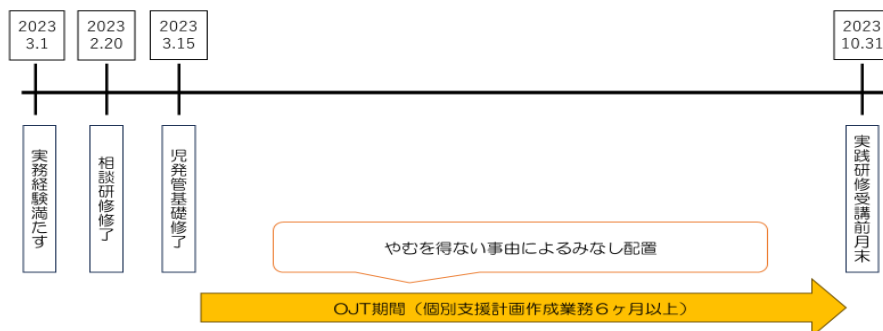 2023
3.1
2023
2.20
2023
3.15
2023
10.31
実務経験満たす
相談研修修了
児発管基礎修了
実践研修受講前月末
やむを得ない事由によるみなし配置
OJT期間（個別支援計画作成業務６ヶ月以上）